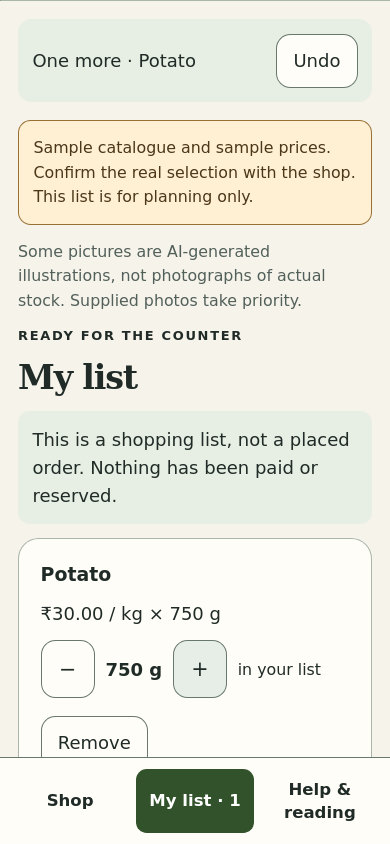 One more · Potato
Undo
Sample catalogue and sample prices.
Confirm the real selection with the shop.
This list is for planning only.
Some pictures are AI-generated
illustrations, not photographs of actual
stock. Supplied photos take priority.
READY FOR THE COUNTER
My list
This is a shopping list, not a placed
order. Nothing has been paid or
reserved.
Potato
₹30.00 / kg × 750 g
− 750 g + in your list
Remove
Shop
My list · 1
Help &
reading